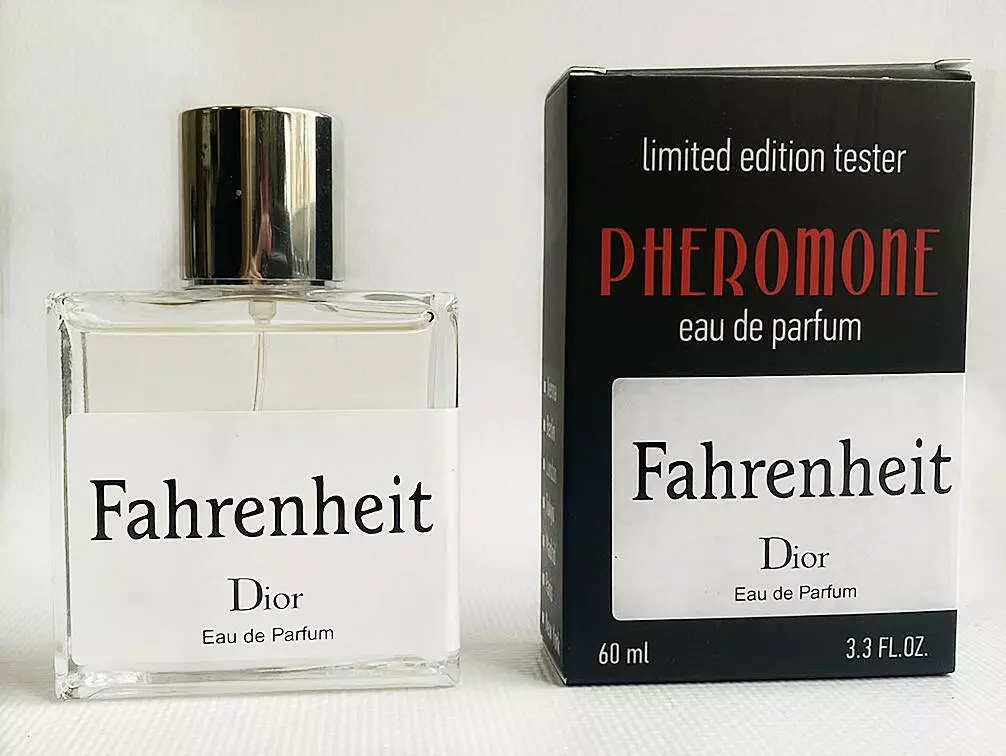 Fahrenheit
Dior
Eau de Parfum
limited edition tester
PHEROMONE
eau de parfum
Fahrenheit
Dior
Eau de Parfum
60 ml
3.3 FL.OZ.